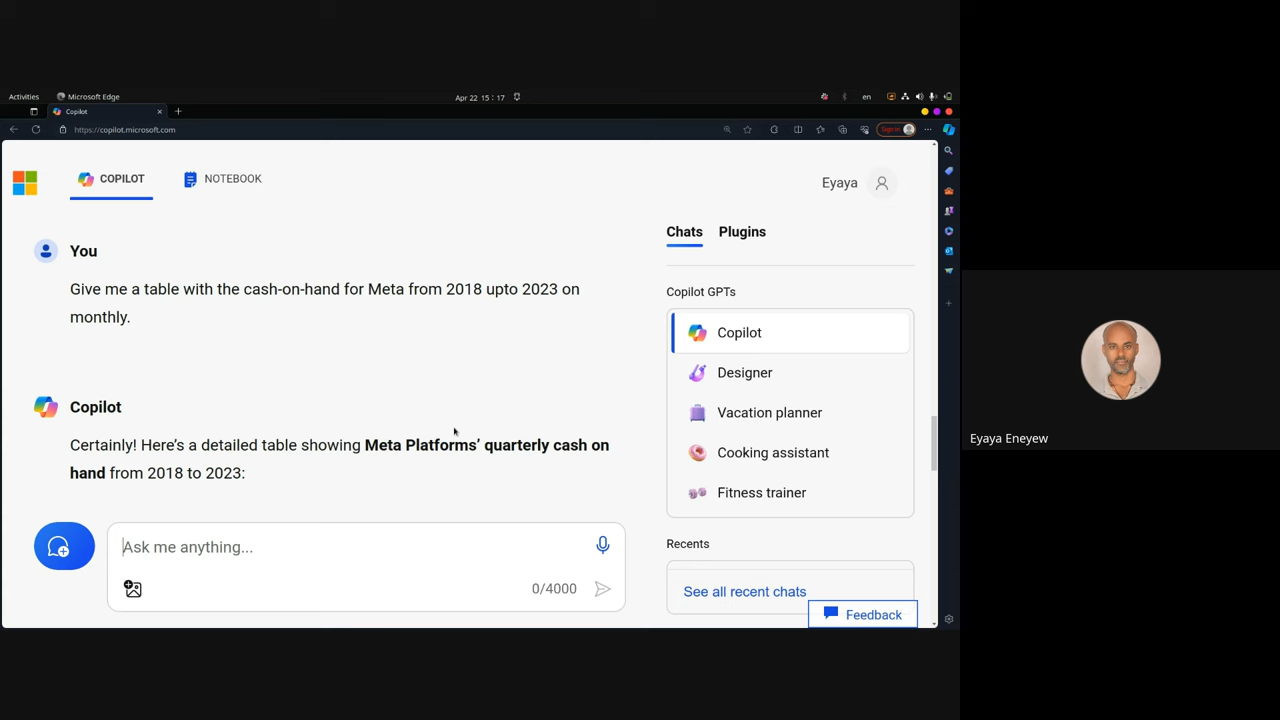 Activities
Microsoft Edge
Apr 22 15:17
en
Copilot
https://copilot.microsoft.com
Sign in
COPILOT
NOTEBOOK
Eyaya
You
Give me a table with the cash-on-hand for Meta from 2018 upto 2023 on
monthly.
Copilot
Certainly! Here’s a detailed table showing Meta Platforms’ quarterly cash on
hand from 2018 to 2023:
Ask me anything...
0/4000
Chats
Plugins
Copilot GPTs
Copilot
Designer
Vacation planner
Cooking assistant
Fitness trainer
Recents
See all recent chats
Feedback
Eyaya Eneyew